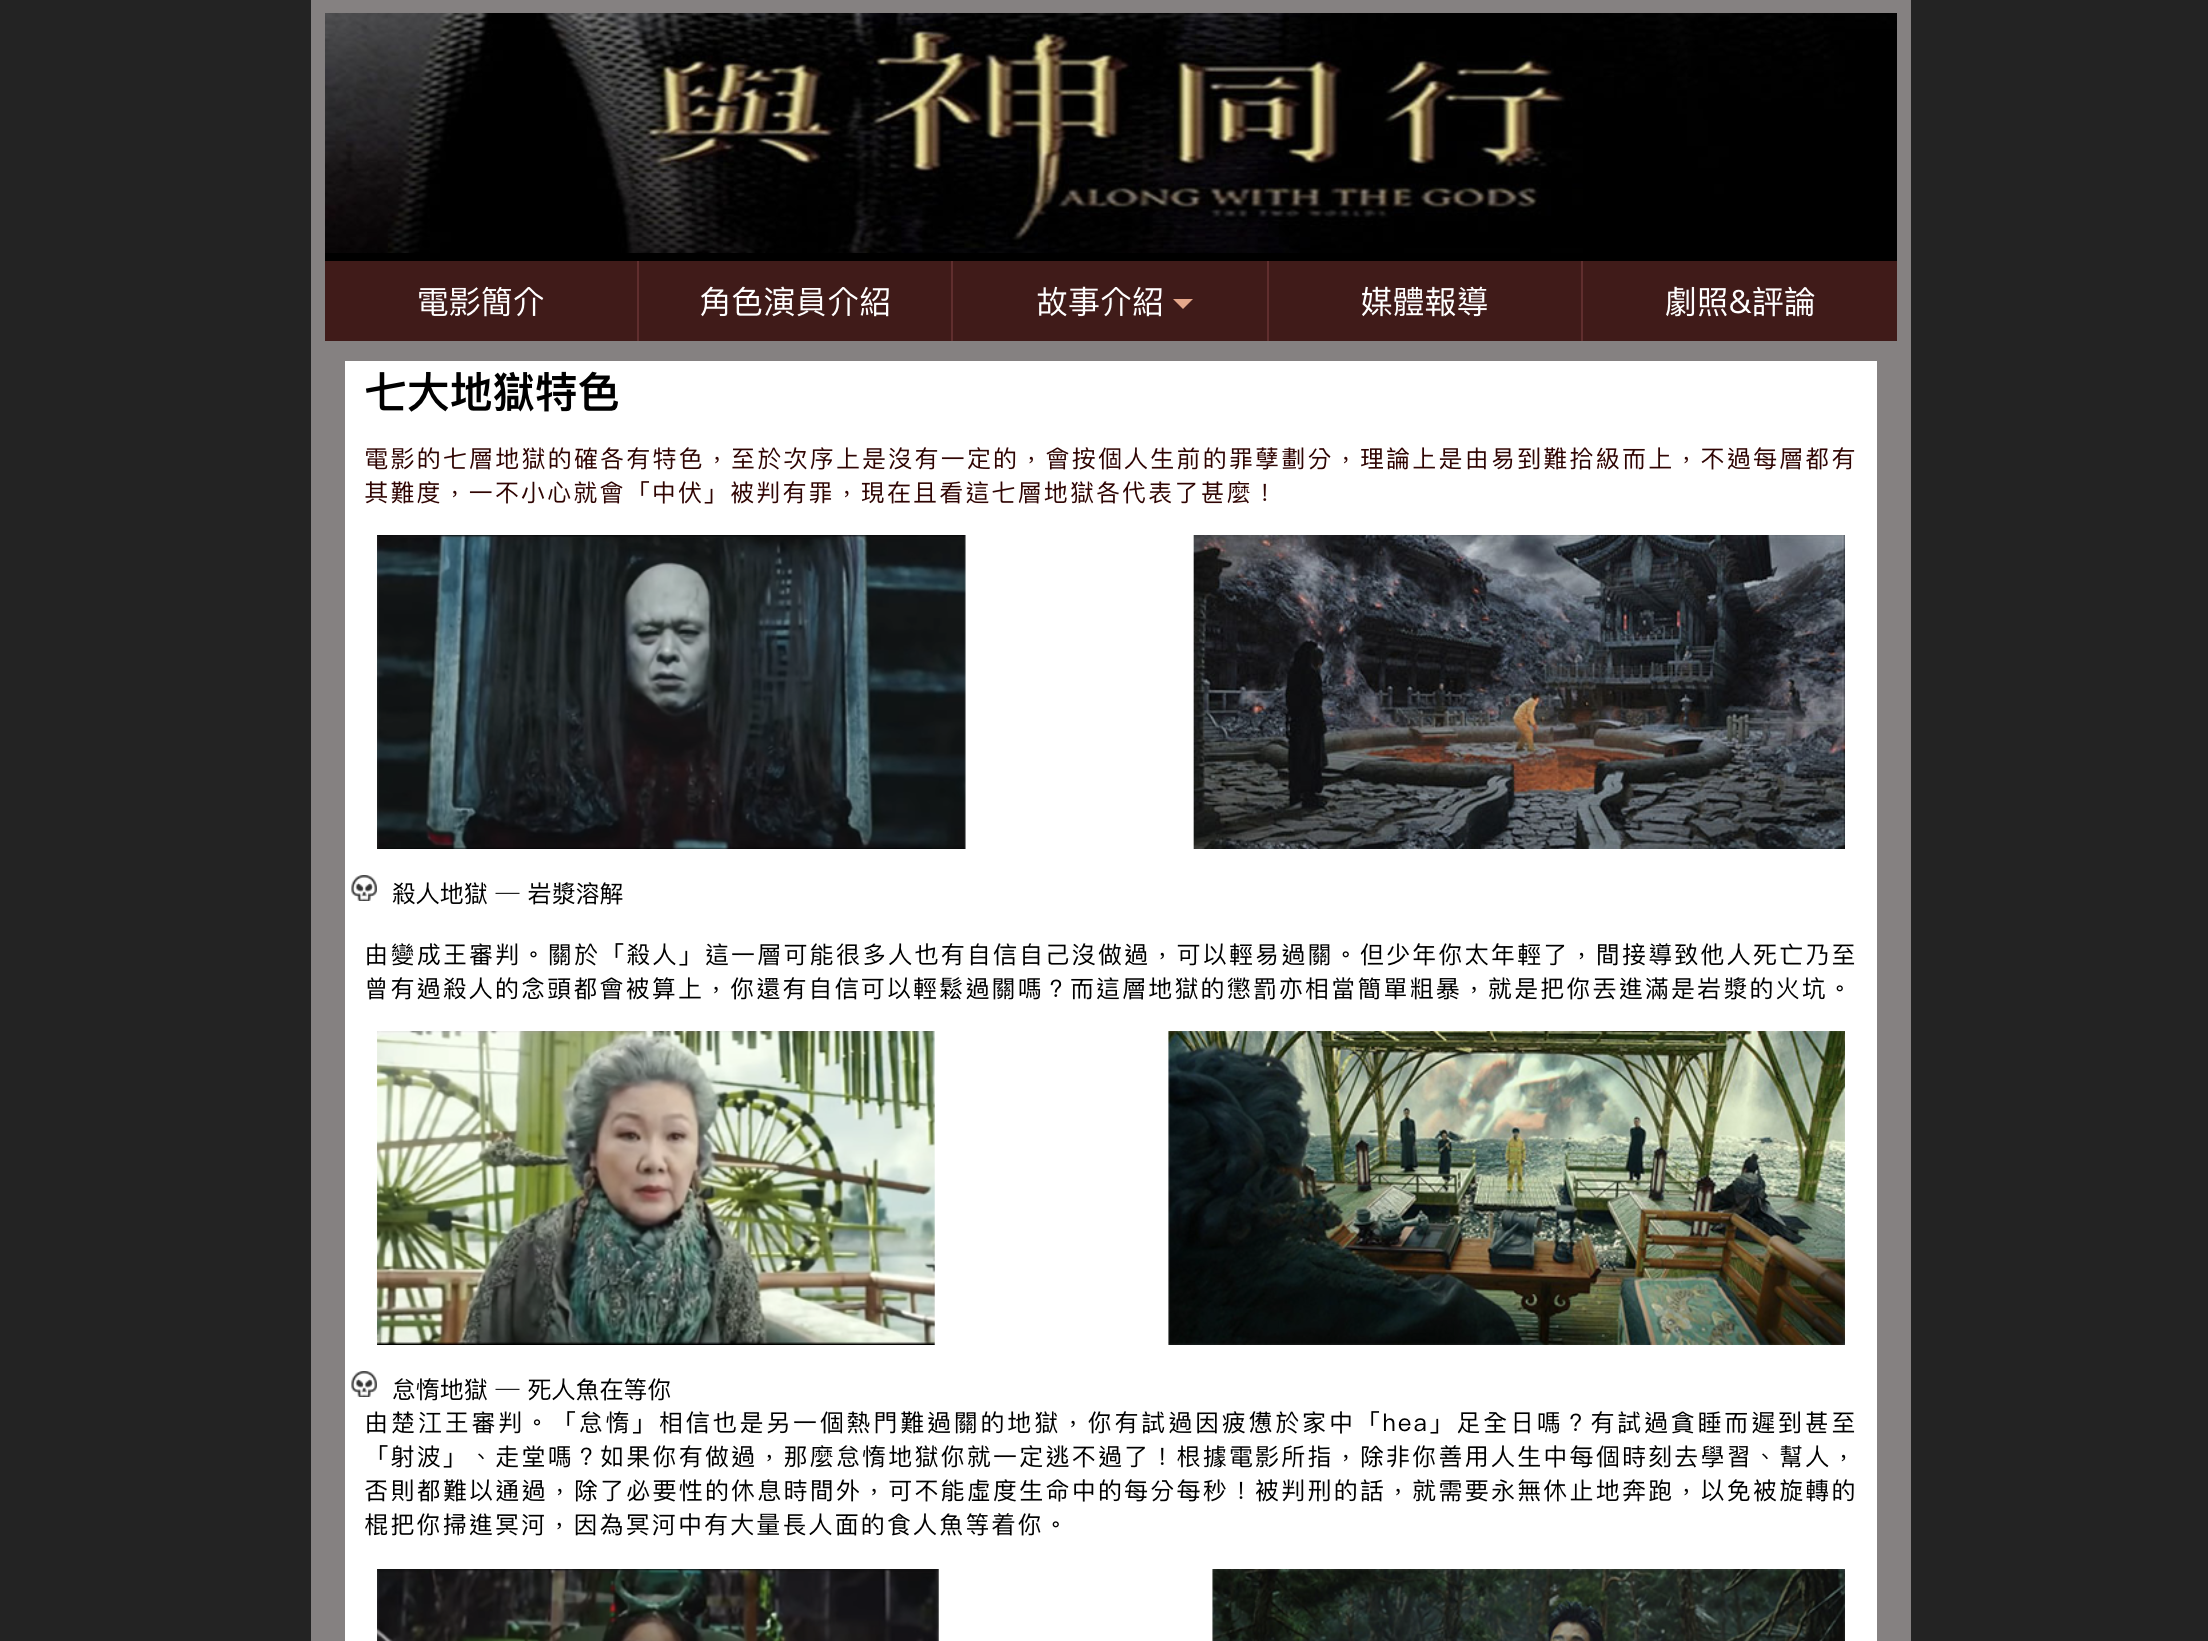 與神同行
ALONG WITH THE GODS
THE TWO WORLDS
電影簡介
角色演員介紹
故事介紹
媒體報導
劇照&評論
七大地獄特色
電影的七層地獄的確各有特色，至於次序上是沒有一定的，會按個人生前的罪孽劃分，理論上是由易到難拾級而上，不過每層都有
其難度，一不小心就會「中伏」被判有罪，現在且看這七層地獄各代表了甚麼！
殺人地獄 — 岩漿溶解
由變成王審判。關於「殺人」這一層可能很多人也有自信自己沒做過，可以輕易過關。但少年你太年輕了，間接導致他人死亡乃至
曾有過殺人的念頭都會被算上，你還有自信可以輕鬆過關嗎？而這層地獄的懲罰亦相當簡單粗暴，就是把你丟進滿是岩漿的火坑。
怠惰地獄 — 死人魚在等你
由楚江王審判。「怠惰」相信也是另一個熱門難過關的地獄，你有試過因疲憊於家中「hea」足全日嗎？有試過貪睡而遲到甚至
「射波」、走堂嗎？如果你有做過，那麼怠惰地獄你就一定逃不過了！根據電影所指，除非你善用人生中每個時刻去學習、幫人，
否則都難以通過，除了必要性的休息時間外，可不能虛度生命中的每分每秒！被判刑的話，就需要永無休止地奔跑，以免被旋轉的
棍把你掃進冥河，因為冥河中有大量長人面的食人魚等着你。